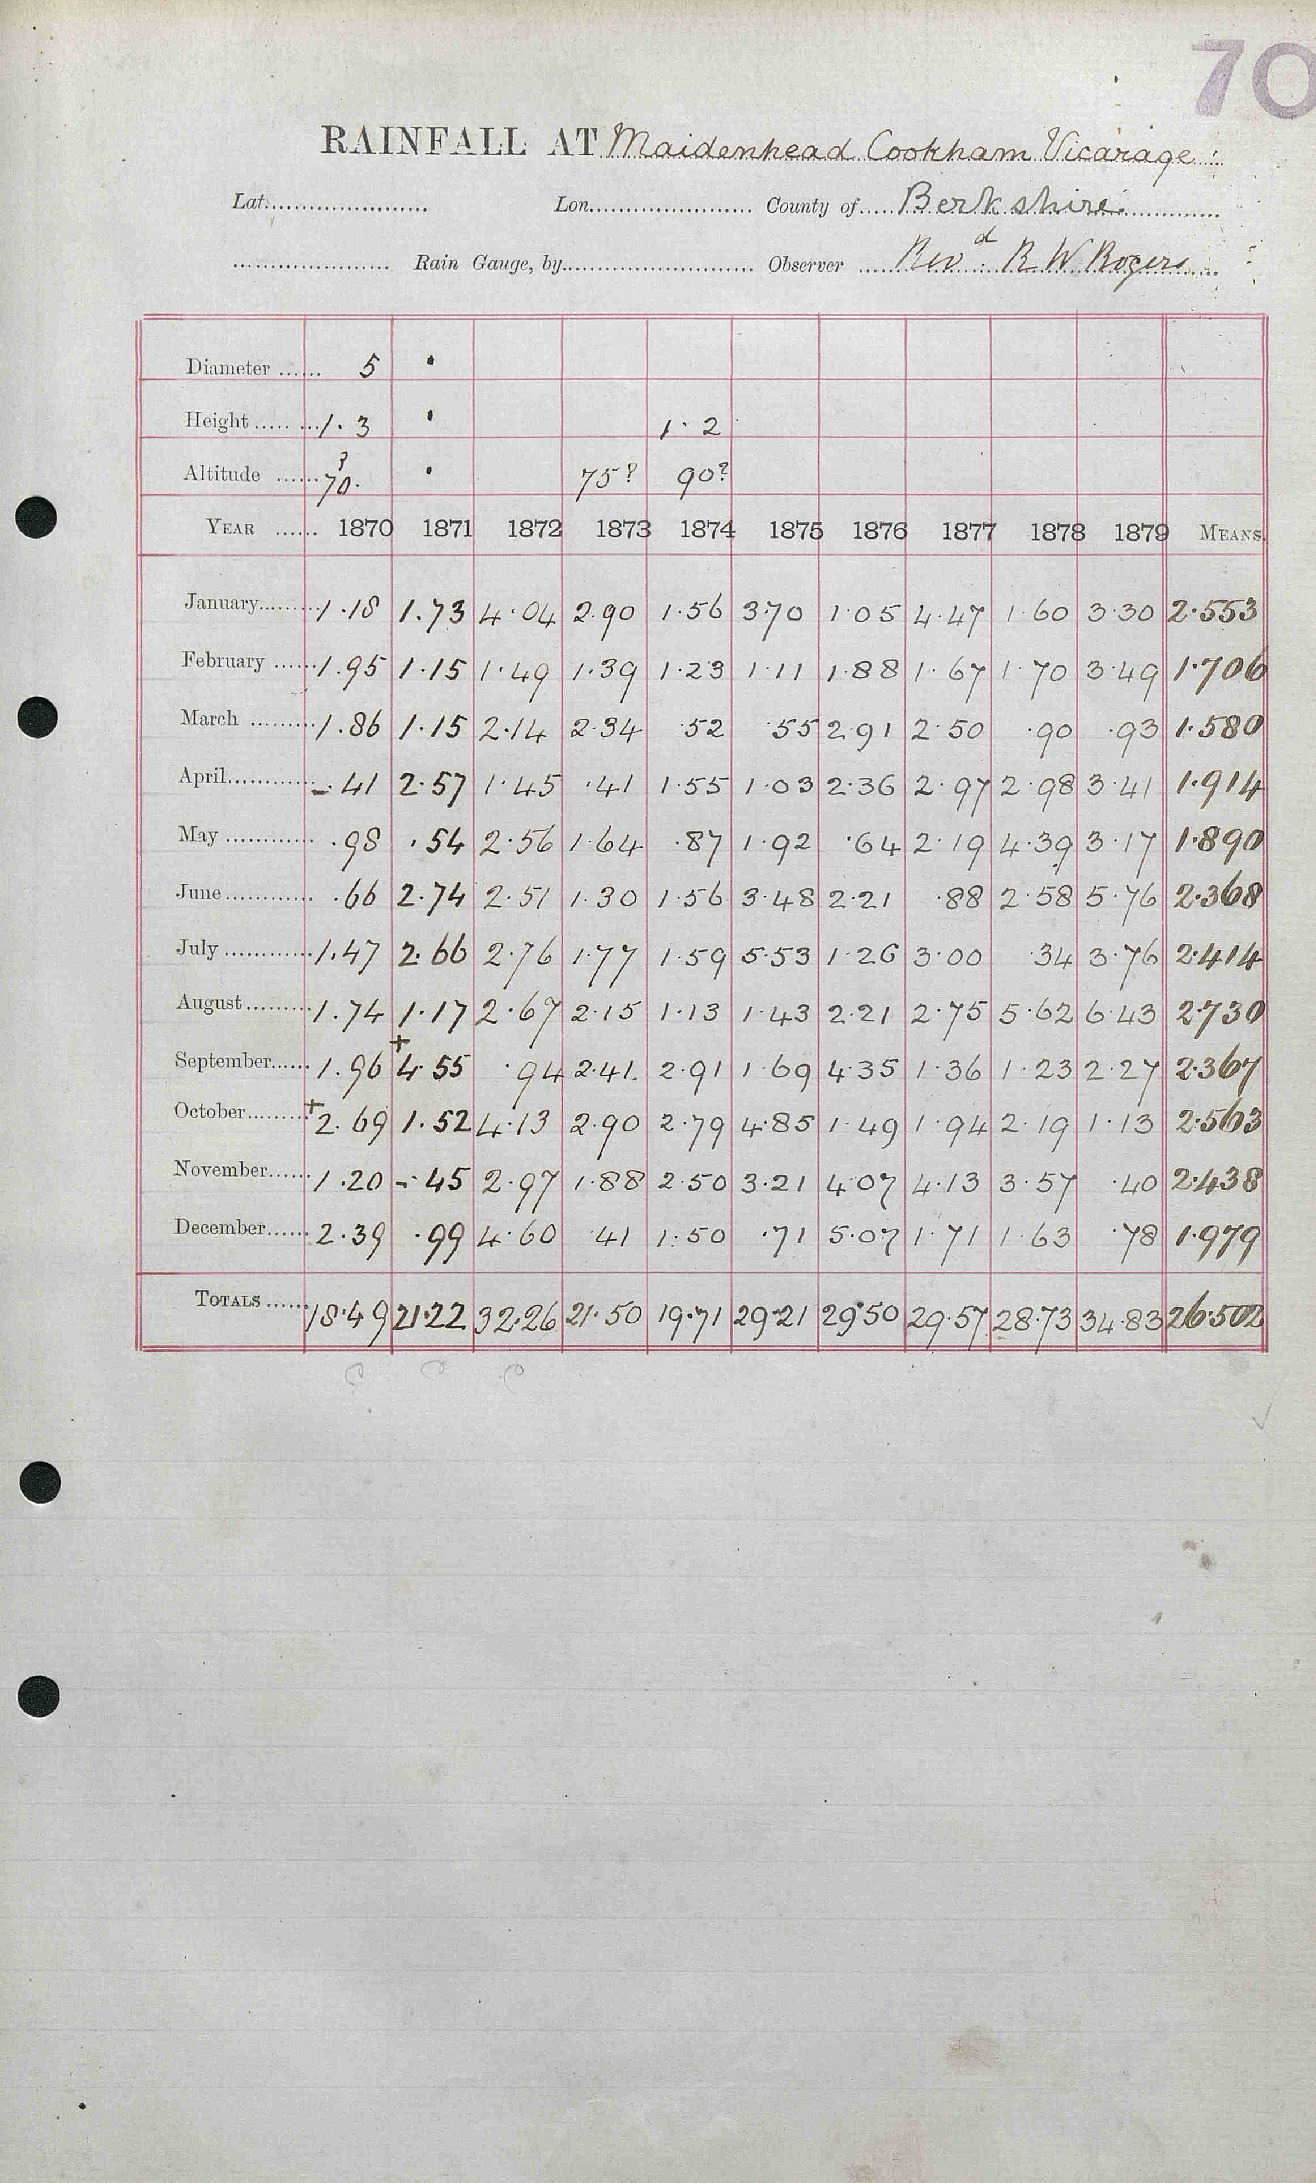 70
RAINFALL AT Maidenhead Cookham Vicarage
Lat. Lon. County of Berkshire
Rain Gauge, by Observer Revd R W Rogers
Diameter 5 •
Height 1.3 • 1.2
Altitude 70? • 75? 90?
YEAR 1870 1871 1872 1873 1874 1875 1876 1877 1878 1879 MEANS.
January 1.18 1.73 4.04 2.90 1.56 3.70 1.05 4.47 1.60 3.30 2.553
February 1.95 1.15 1.49 1.39 1.23 1.11 1.88 1.67 1.70 3.49 1.706
March 1.86 1.15 2.14 2.34 .52 .55 2.91 2.50 .90 .93 1.580
April -.41 2.57 1.45 .41 1.55 1.03 2.36 2.97 2.98 3.41 1.914
May .98 .54 2.56 1.64 .87 1.92 .64 2.19 4.39 3.17 1.890
June .66 2.74 2.51 1.30 1.56 3.48 2.21 .88 2.58 5.76 2.368
July 1.47 2.66 2.76 1.77 1.59 5.53 1.26 3.00 .34 3.76 2.414
August 1.74 1.17 2.67 2.15 1.13 1.43 2.21 2.75 5.62 6.43 2.730
September 1.96 +4.55 .94 2.41 2.91 1.69 4.35 1.36 1.23 2.27 2.367
October +2.69 1.52 4.13 2.90 2.79 4.85 1.49 1.94 2.19 1.13 2.563
November 1.20 -.45 2.97 1.88 2.50 3.21 4.07 4.13 3.57 .40 2.438
December 2.39 .99 4.60 .41 1.50 .71 5.07 1.71 1.63 .78 1.979
TOTALS 18.49 21.22 32.26 21.50 19.71 29.21 29.50 29.57 28.73 34.83 26.502